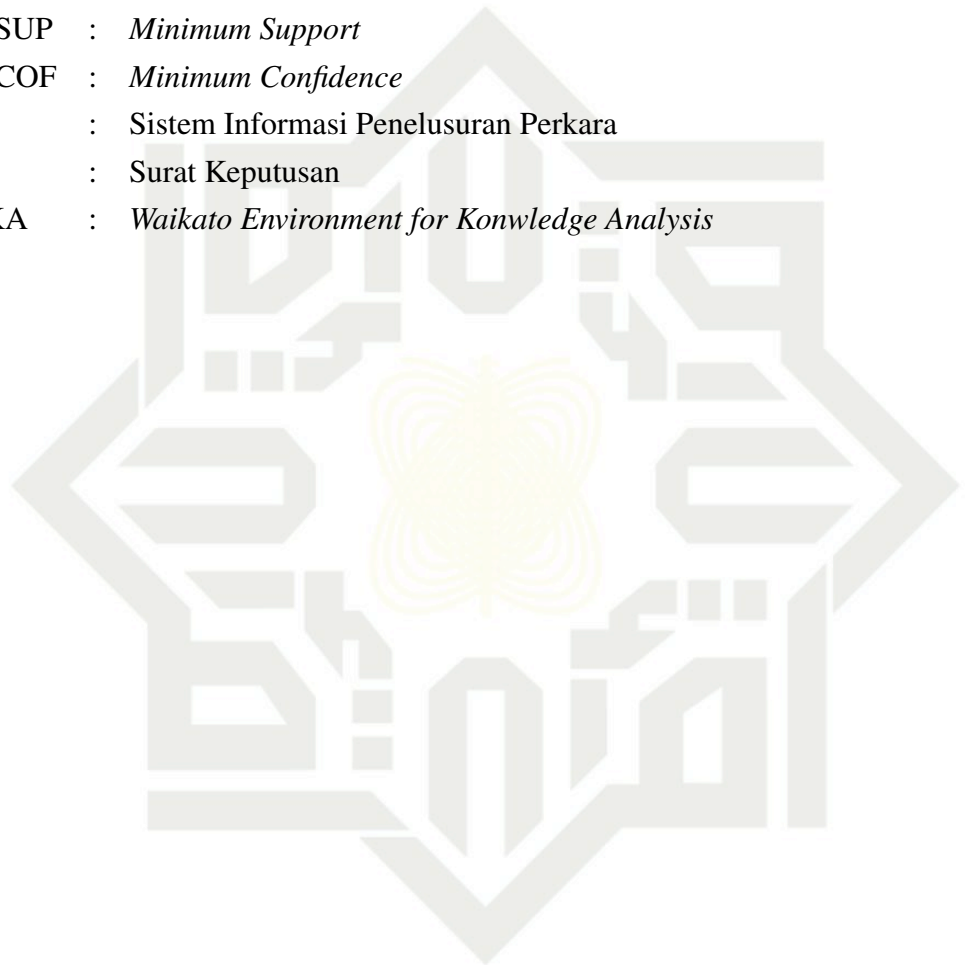 SUP : Minimum Support
COF : Minimum Confidence
: Sistem Informasi Penelusuran Perkara
: Surat Keputusan
KA : Waikato Environment for Konwledge Analysis